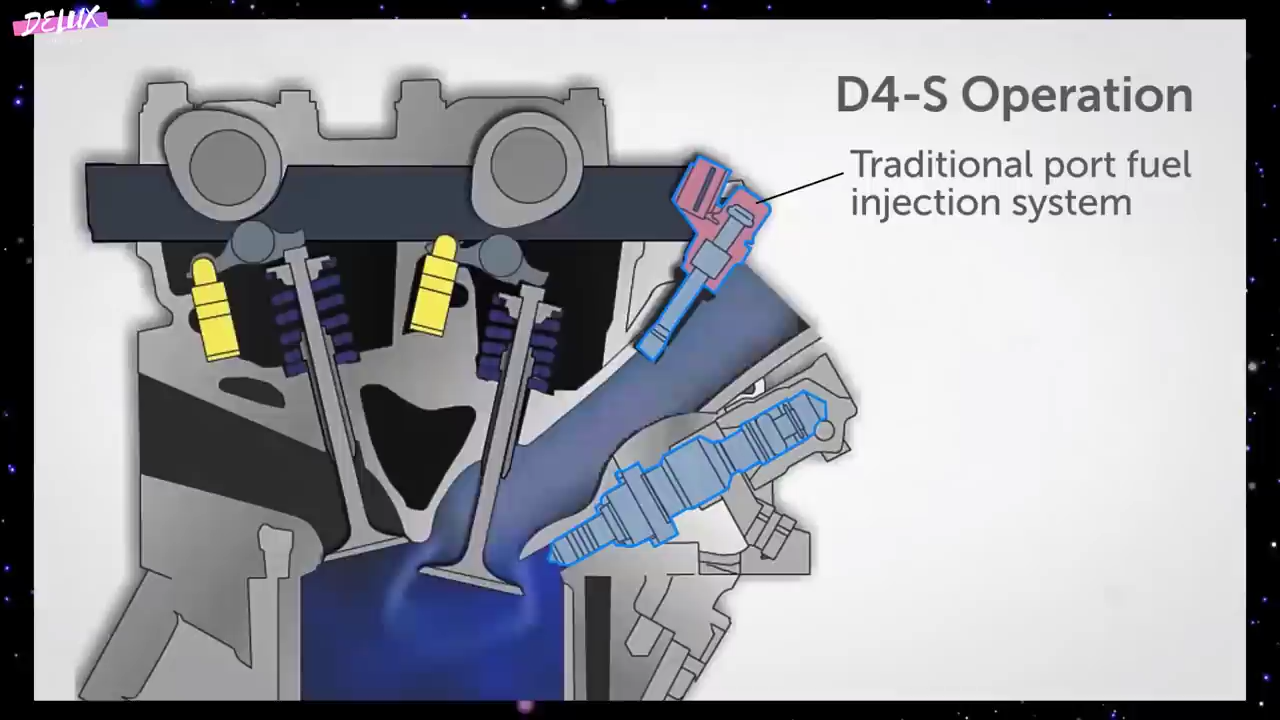 DELUX
D4-S Operation
Traditional port fuel
injection system